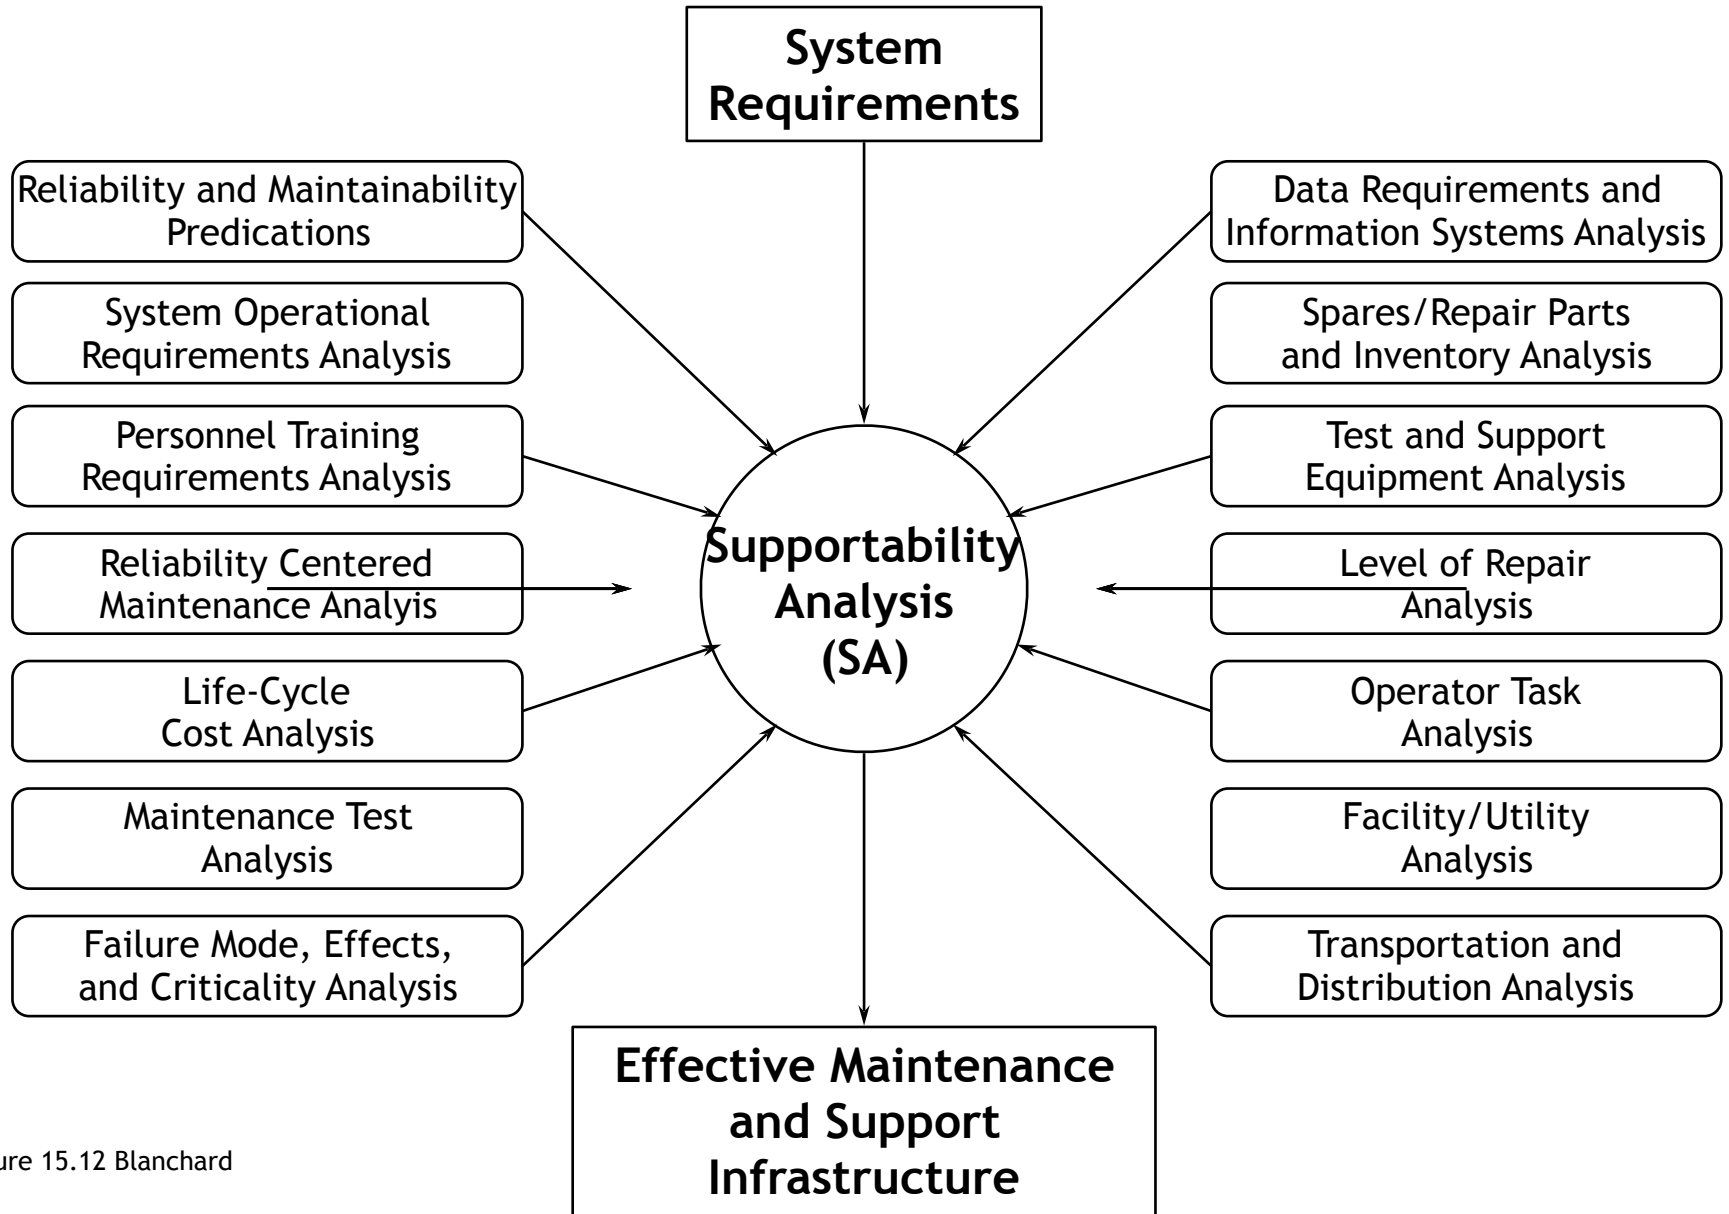 System
Requirements
Reliability and Maintainability
Predications
System Operational
Requirements Analysis
Personnel Training
Requirements Analysis
Reliability Centered
Maintenance Analyis
Life-Cycle
Cost Analysis
Maintenance Test
Analysis
Failure Mode, Effects,
and Criticality Analysis
Supportability
Analysis
(SA)
Data Requirements and
Information Systems Analysis
Spares/Repair Parts
and Inventory Analysis
Test and Support
Equipment Analysis
Level of Repair
Analysis
Operator Task
Analysis
Facility/Utility
Analysis
Transportation and
Distribution Analysis
Effective Maintenance
and Support
Infrastructure
ure 15.12 Blanchard